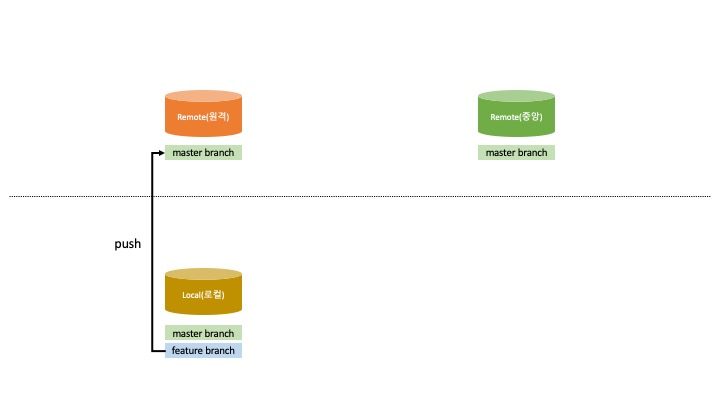 Remote(원격)
Remote(중앙)
master branch
master branch
push
Local(로컬)
master branch
feature branch